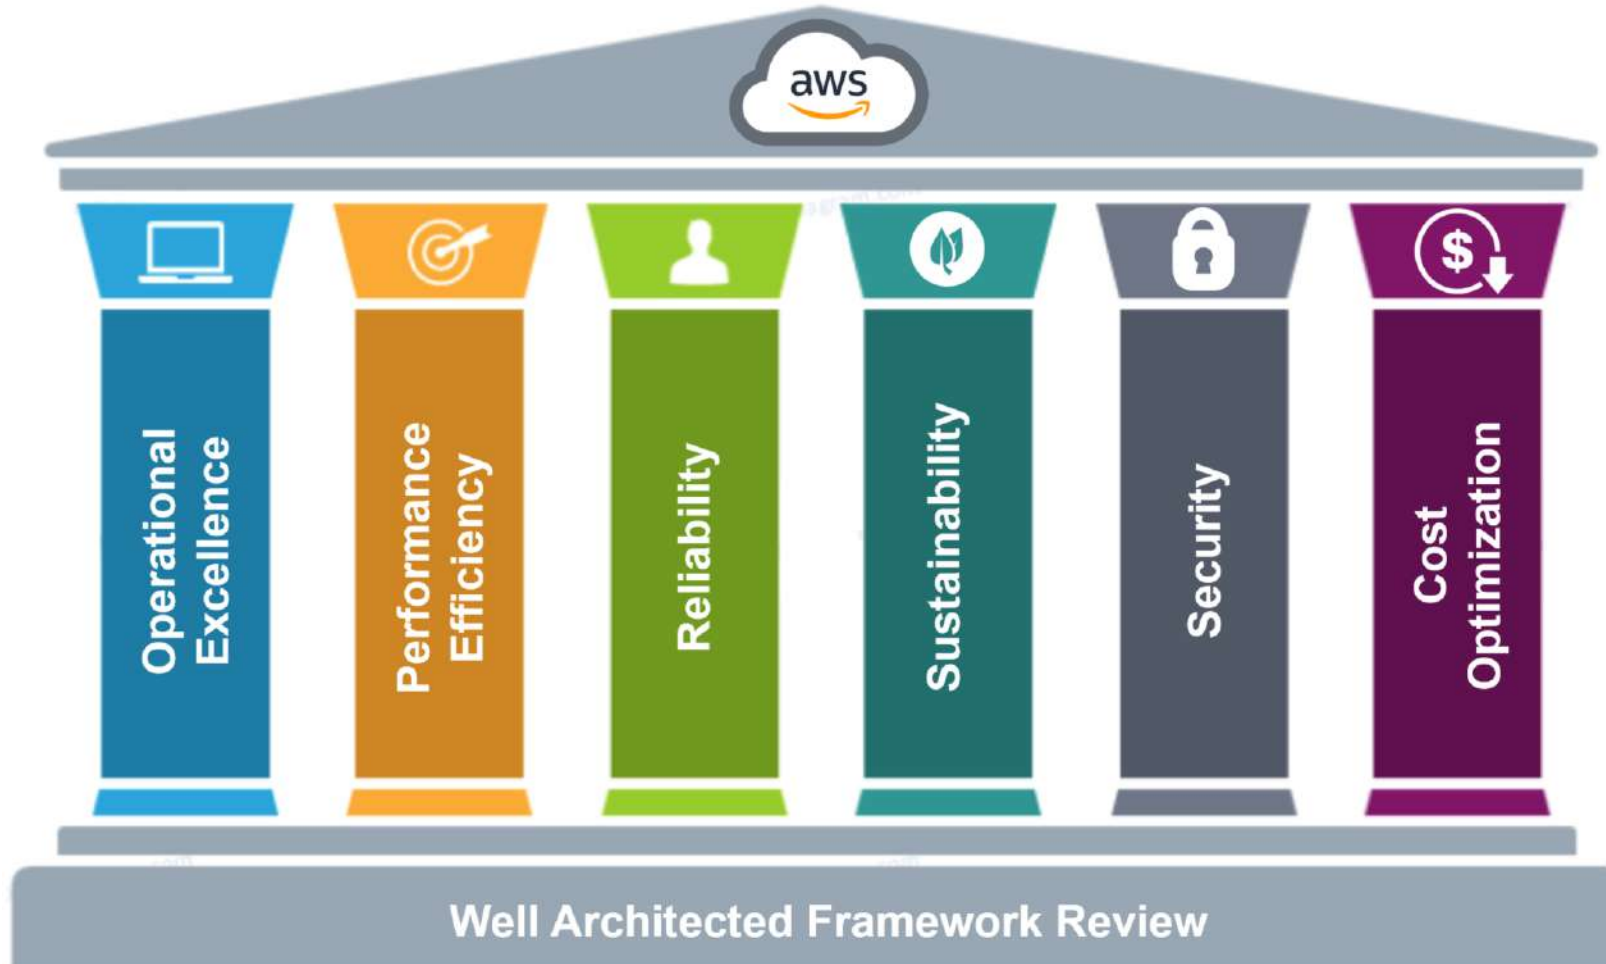 aws
Operational
Excellence
Performance
Efficiency
Reliability
Sustainability
Security
$
Cost
Optimization
Well Architected Framework Review